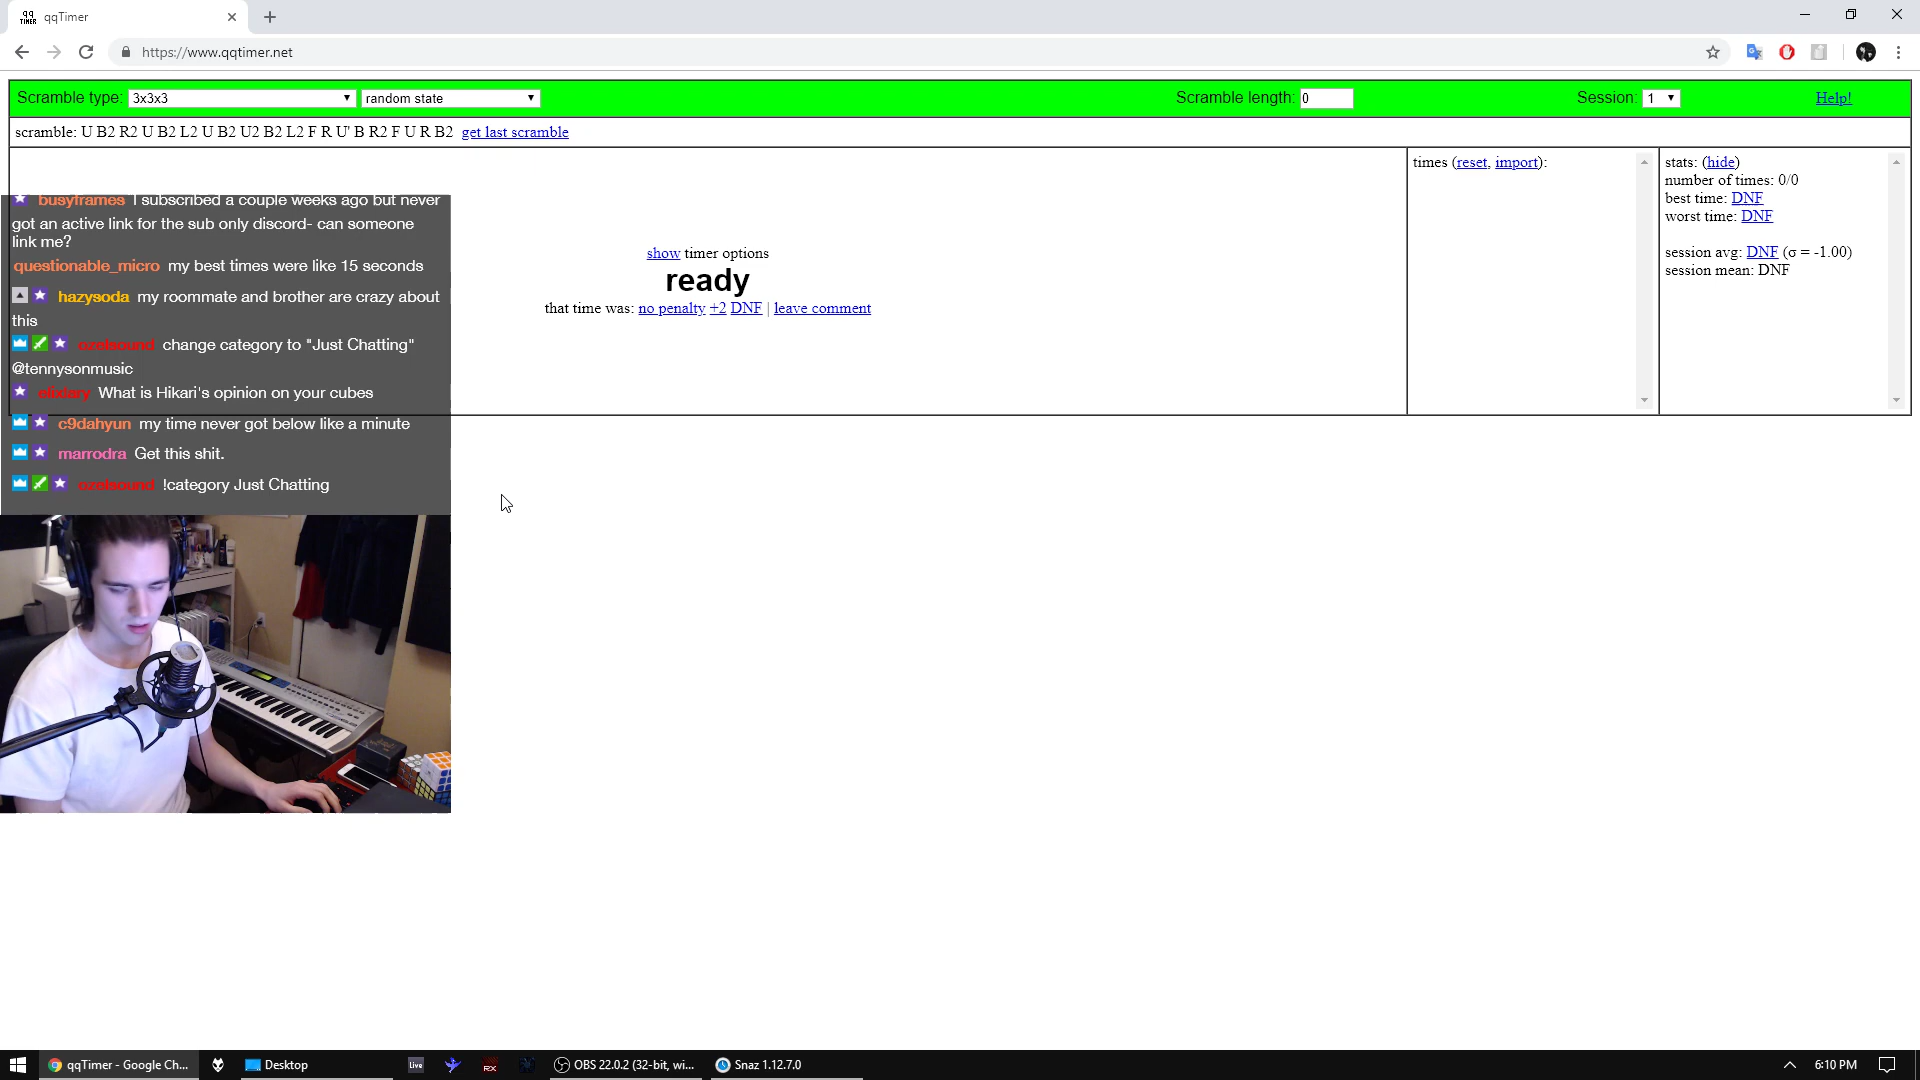 qqTimer
https://www.qqtimer.net
Scramble type: 3x3x3 random state Scramble length: 0 Session: 1 Help!
scramble: U B2 R2 U B2 L2 U B2 U2 B2 L2 F R U' B R2 F U R B2 get last scramble
times (reset, import):
stats: (hide)
number of times: 0/0
best time: DNF
worst time: DNF
session avg: DNF (σ = -1.00)
session mean: DNF
show timer options
ready
that time was: no penalty +2 DNF | leave comment
busyframes I subscribed a couple weeks ago but never
got an active link for the sub only discord- can someone
link me?
questionable_micro my best times were like 15 seconds
hazysoda my roommate and brother are crazy about
this
ozelsound change category to "Just Chatting"
@tennysonmusic
What is Hikari's opinion on your cubes
c9dahyun my time never got below like a minute
marrodra Get this shit.
ozelsound !category Just Chatting
qqTimer - Google Ch... Desktop Live RX OBS 22.0.2 (32-bit, wi... Snaz 1.12.7.0 6:10 PM